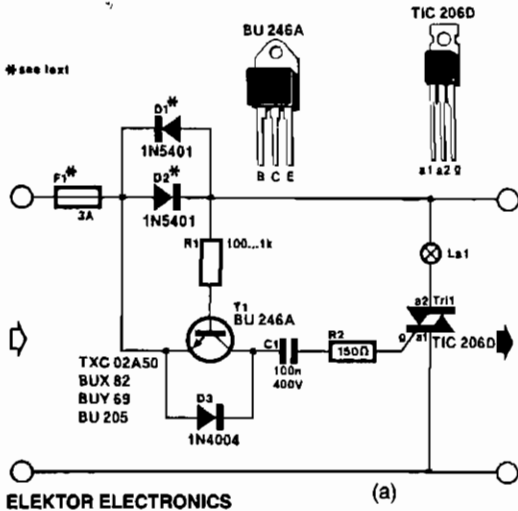 BU 246A
TIC 206D
*see text
B C E
a1 a2 g
D1*
1N5401
F1*
3A
D2*
1N5401
R1
100...1k
La1
T1
BU 246A
a2 Tri1
g a1
TIC 206D
C1
100n
400V
R2
150Ω
TXC 02A50
BUX 82
BUY 69
BU 205
D3
1N4004
(a)
ELEKTOR ELECTRONICS